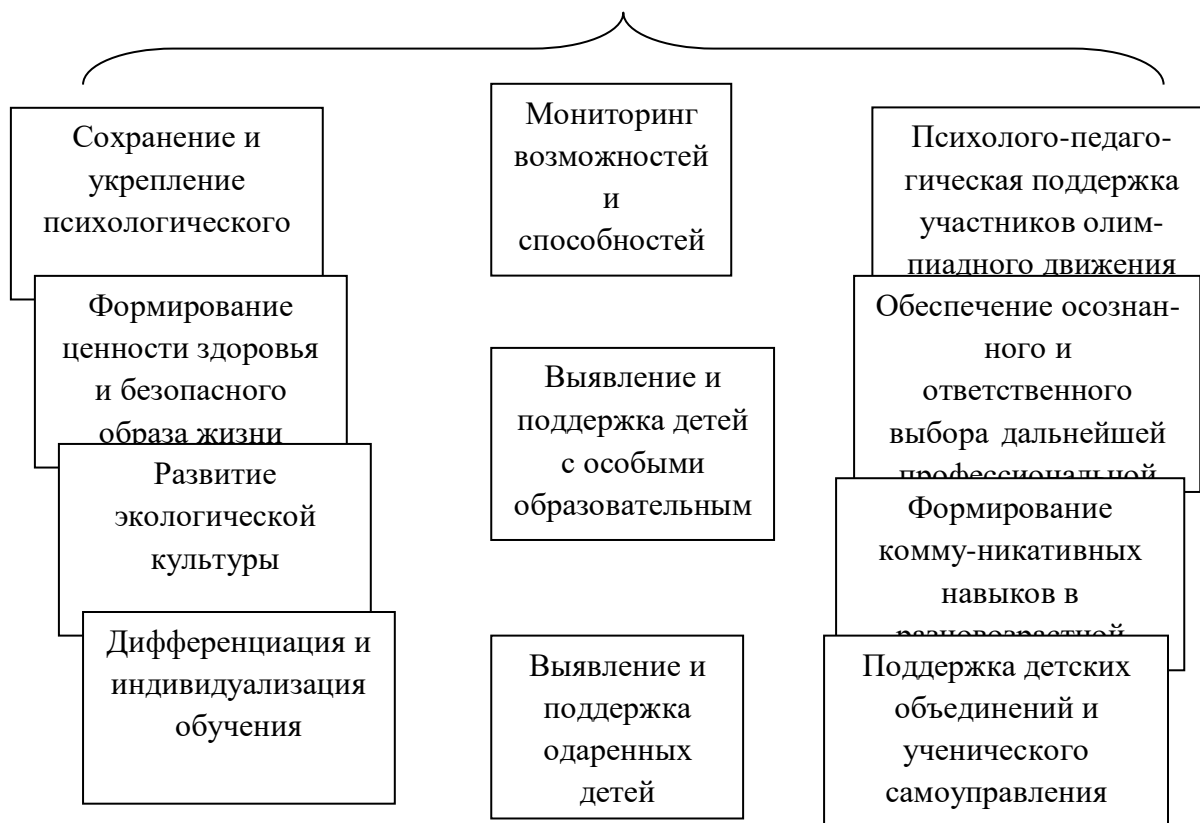 Сохранение и
укрепление
психологического
Формирование
ценности здоровья
и безопасного
образа жизни
Развитие
экологической
культуры
Дифференциация и
индивидуализация
обучения
Мониторинг
возможностей
и
способностей
Выявление и
поддержка детей
с особыми
образовательным
Выявление и
поддержка
одаренных
детей
Психолого-педаго-
гическая поддержка
участников олим-
пиадного движения
Обеспечение осознан-
ного и
ответственного
выбора дальнейшей
профессиональной
Формирование
комму-никативных
навыков в
разновозрастной
Поддержка детских
объединений и
ученического
самоуправления